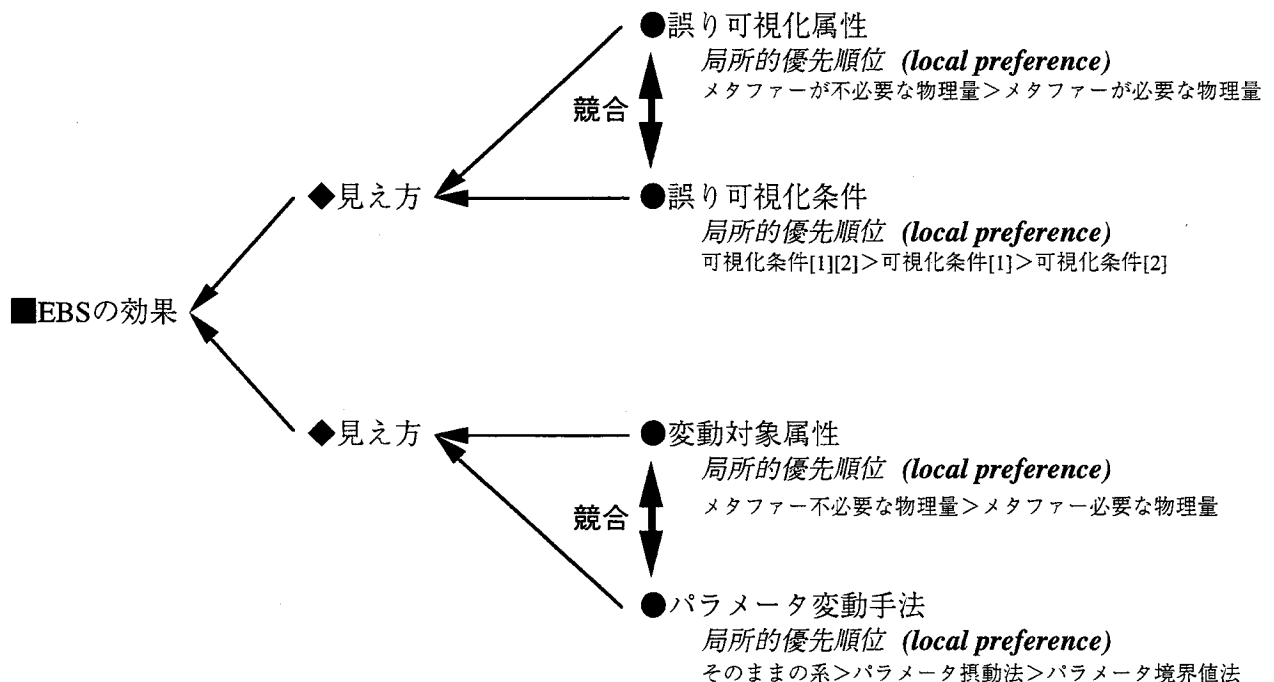 ●誤り可視化属性
局所的優先順位 (local preference)
メタファーが不必要な物理量＞メタファーが必要な物理量
競合
◆見え方
●誤り可視化条件
局所的優先順位 (local preference)
可視化条件[1][2]＞可視化条件[1]＞可視化条件[2]
■EBSの効果
◆見え方
●変動対象属性
局所的優先順位 (local preference)
メタファー不必要な物理量＞メタファー必要な物理量
競合
●パラメータ変動手法
局所的優先順位 (local preference)
そのままの系＞パラメータ摂動法＞パラメータ境界値法